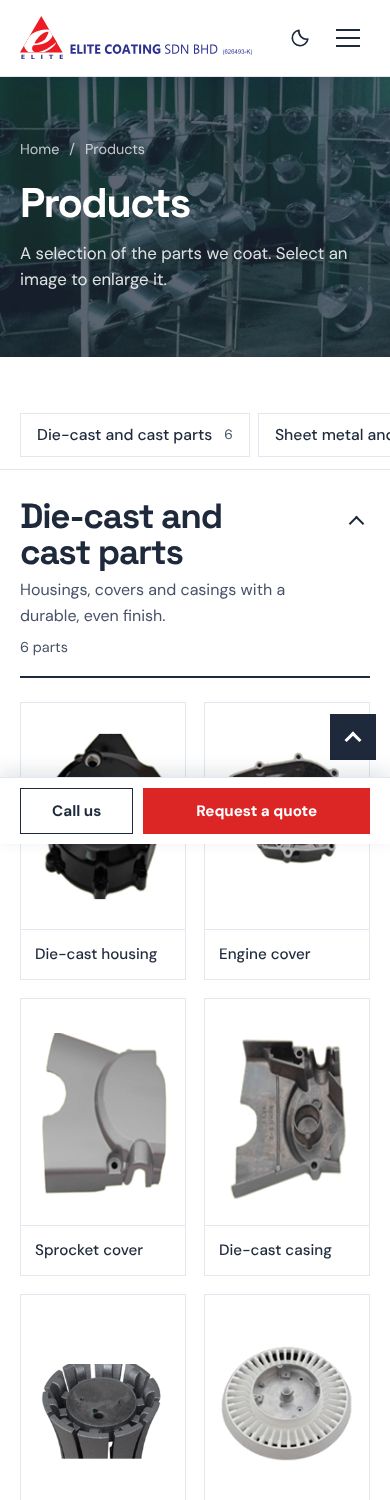 ELITE
ELITE COATING SDN BHD (626493-K)
Home / Products
Products
A selection of the parts we coat. Select an
image to enlarge it.
Die-cast and cast parts 6
Sheet metal and
Die-cast and
cast parts
Housings, covers and casings with a
durable, even finish.
6 parts
Call us
Request a quote
Die-cast housing
Engine cover
Sprocket cover
Die-cast casing